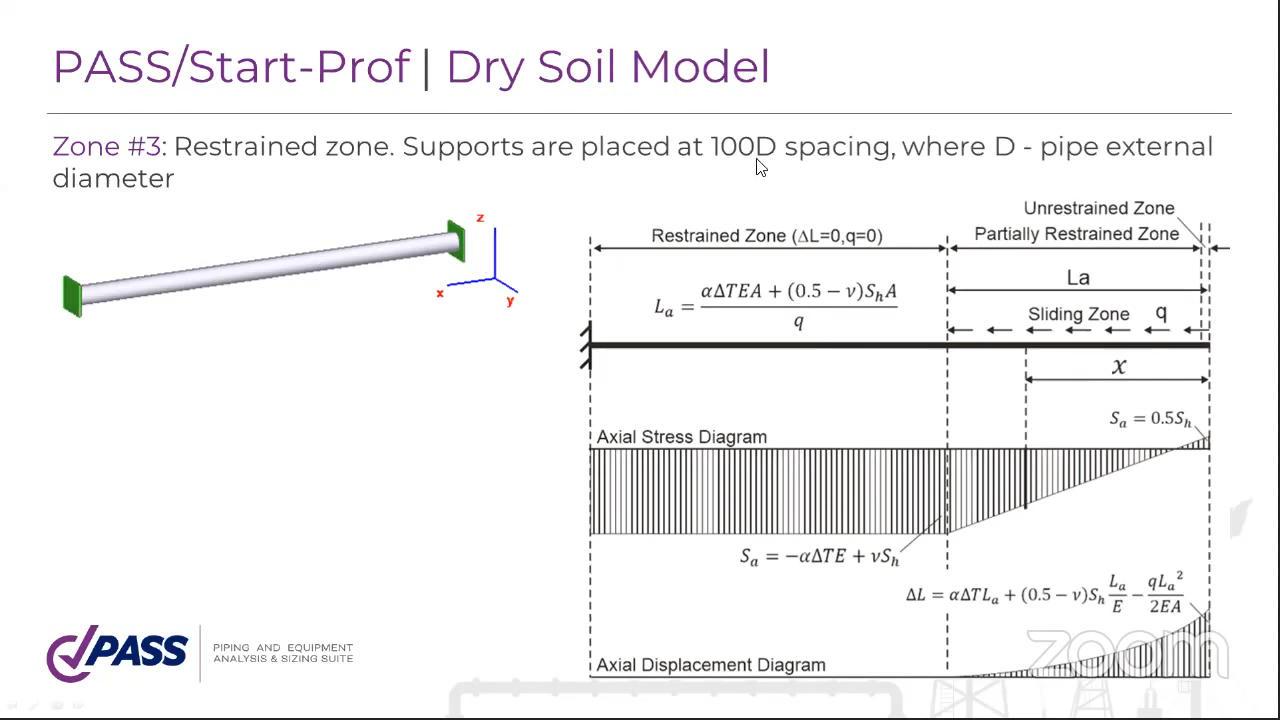 PASS/Start-Prof | Dry Soil Model
Zone #3: Restrained zone. Supports are placed at 100D spacing, where D - pipe external
diameter
z
x
y
Unrestrained Zone
Restrained Zone (ΔL=0,q=0)
Partially Restrained Zone
La
L_a = (αΔTEA + (0.5 − ν)S_hA) / q
Sliding Zone q
x
S_a = 0.5S_h
Axial Stress Diagram
S_a = −αΔTE + νS_h
ΔL = αΔTL_a + (0.5 − ν)S_h L_a/E − qL_a²/2EA
Axial Displacement Diagram
zoom
PASS
PIPING AND EQUIPMENT
ANALYSIS & SIZING SUITE